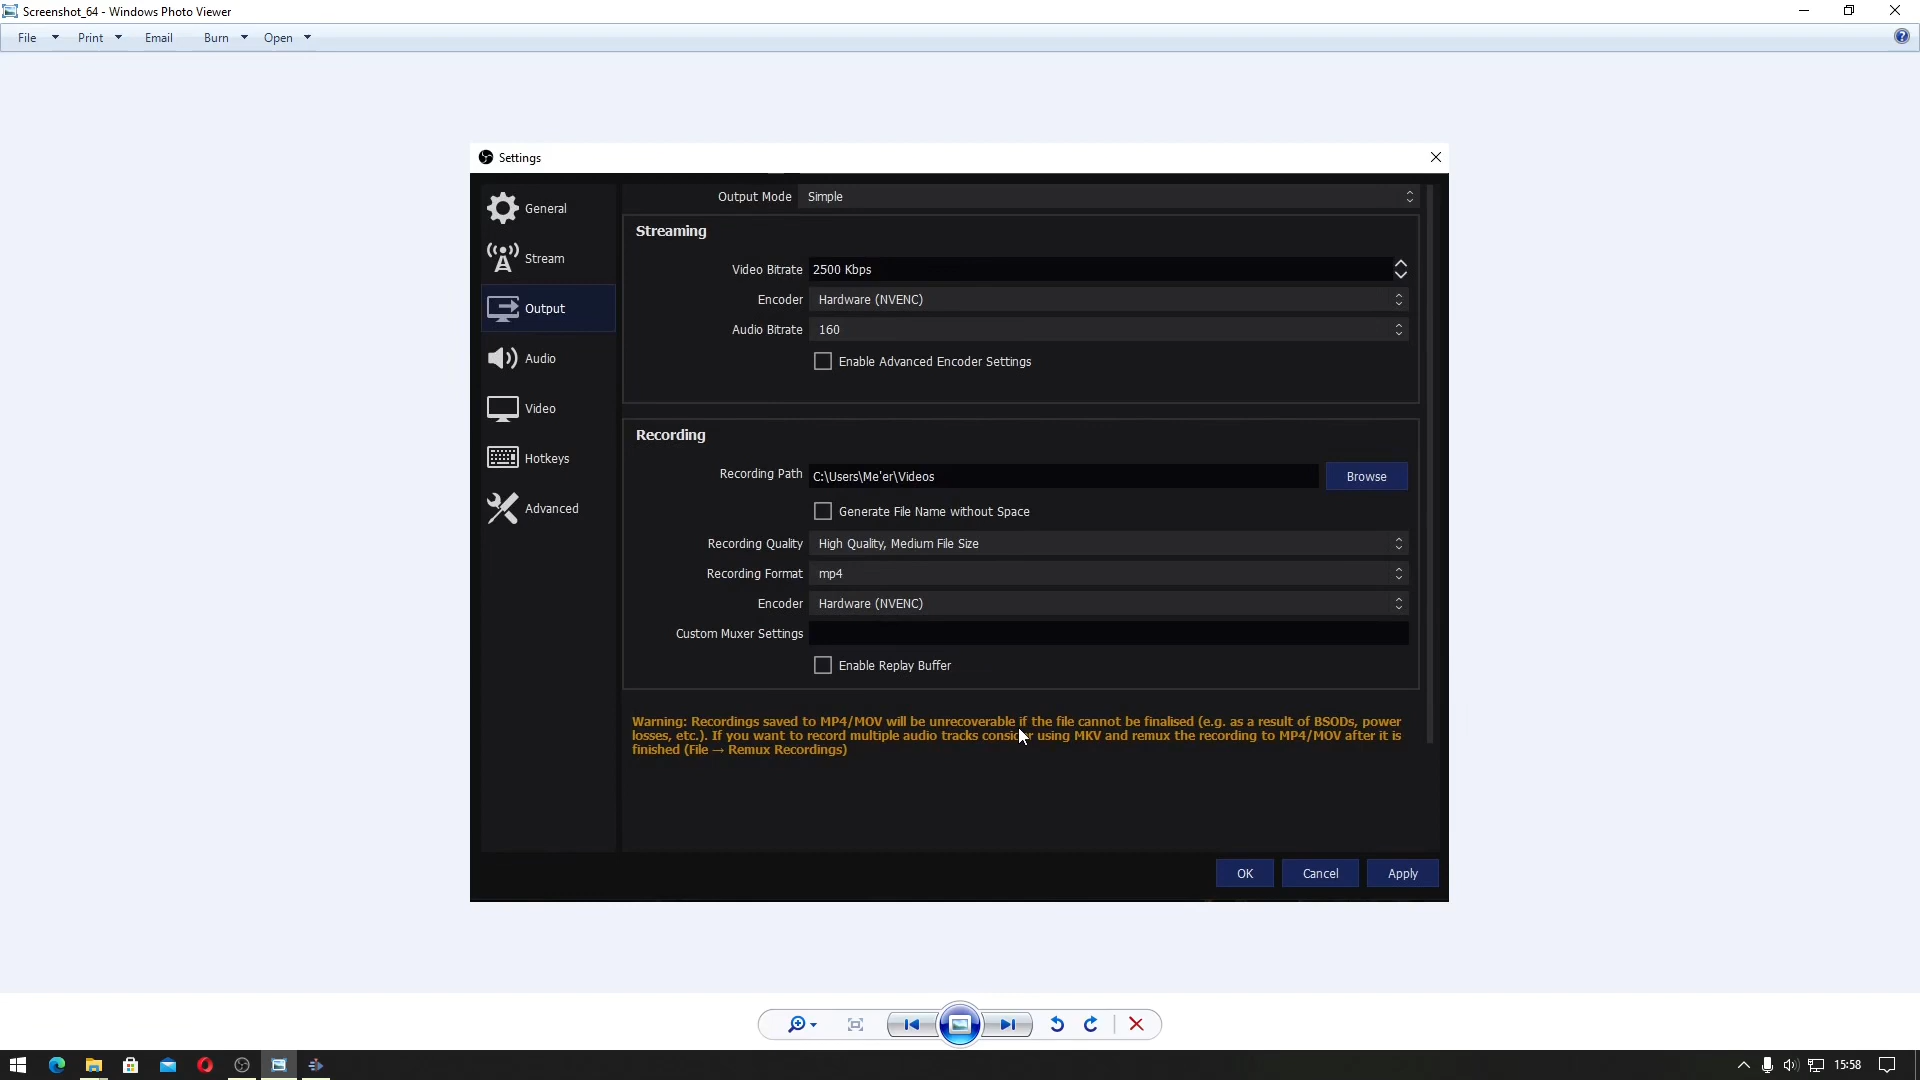 Screenshot_64 - Windows Photo Viewer
File Print Email Burn Open
Settings
General
Stream
Output
Audio
Video
Hotkeys
Advanced
Output Mode Simple
Streaming
Video Bitrate 2500 Kbps
Encoder Hardware (NVENC)
Audio Bitrate 160
Enable Advanced Encoder Settings
Recording
Recording Path C:\Users\Me'er\Videos Browse
Generate File Name without Space
Recording Quality High Quality, Medium File Size
Recording Format mp4
Encoder Hardware (NVENC)
Custom Muxer Settings
Enable Replay Buffer
Warning: Recordings saved to MP4/MOV will be unrecoverable if the file cannot be finalised (e.g. as a result of BSODs, power
losses, etc.). If you want to record multiple audio tracks consider using MKV and remux the recording to MP4/MOV after it is
finished (File → Remux Recordings)
OK Cancel Apply
15:58